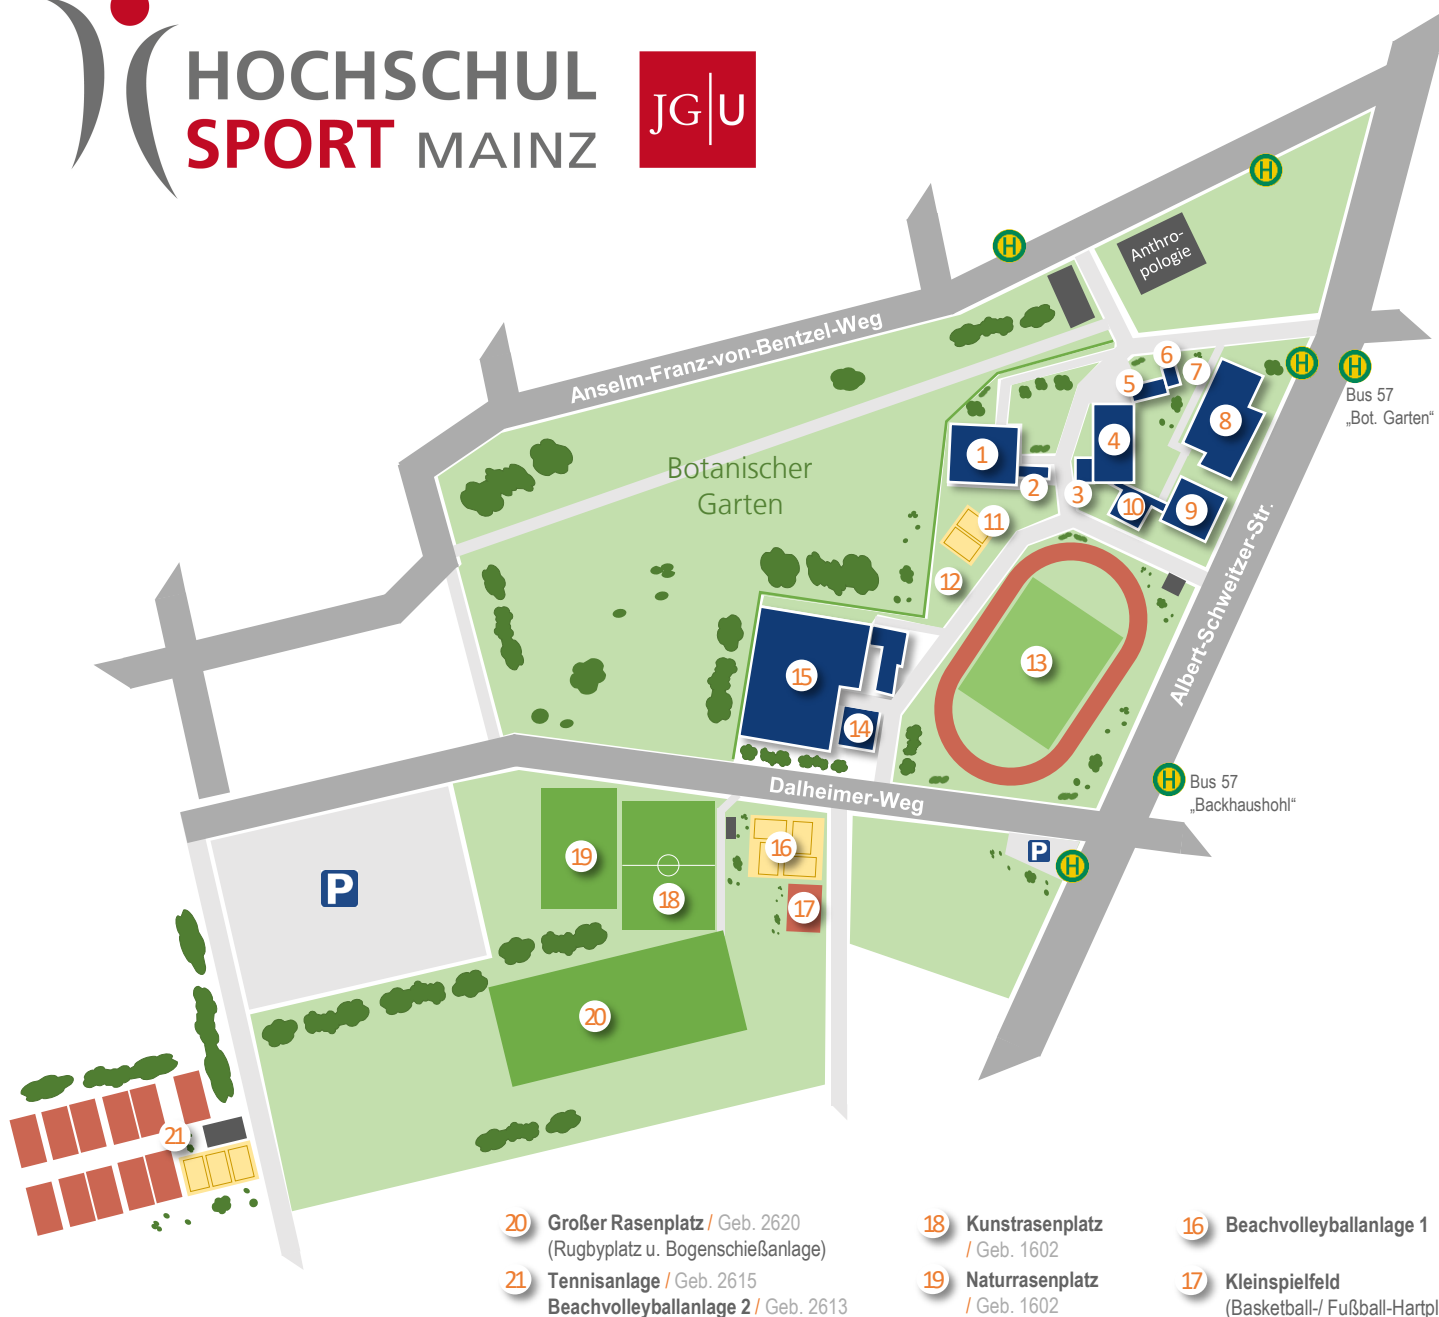 HOCHSCHUL
SPORT MAINZ
JG|U
H
H
Anthro-
pologie
Anselm-Franz-von-Bentzel-Weg
6
H
H
7
5
Bus 57
„Bot. Garten“
8
4
1
Botanischer
Garten
2
3
10
9
11
12
Albert-Schweitzer-Str.
13
15
14
H
Bus 57
„Backhaushohl“
Dalheimer-Weg
16
P
H
19
P
18
17
20
21
20 Großer Rasenplatz / Geb. 2620
(Rugbyplatz u. Bogenschießanlage)
21 Tennisanlage / Geb. 2615
Beachvolleyballanlage 2 / Geb. 2613
18 Kunstrasenplatz
/ Geb. 1602
19 Naturrasenplatz
/ Geb. 1602
16 Beachvolleyballanlage 1
17 Kleinspielfeld
(Basketball-/ Fußball-Hartpl